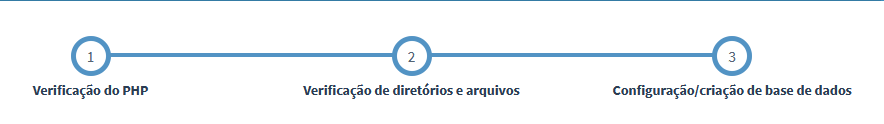 1
2
3
Verificação do PHP
Verificação de diretórios e arquivos
Configuração/criação de base de dados